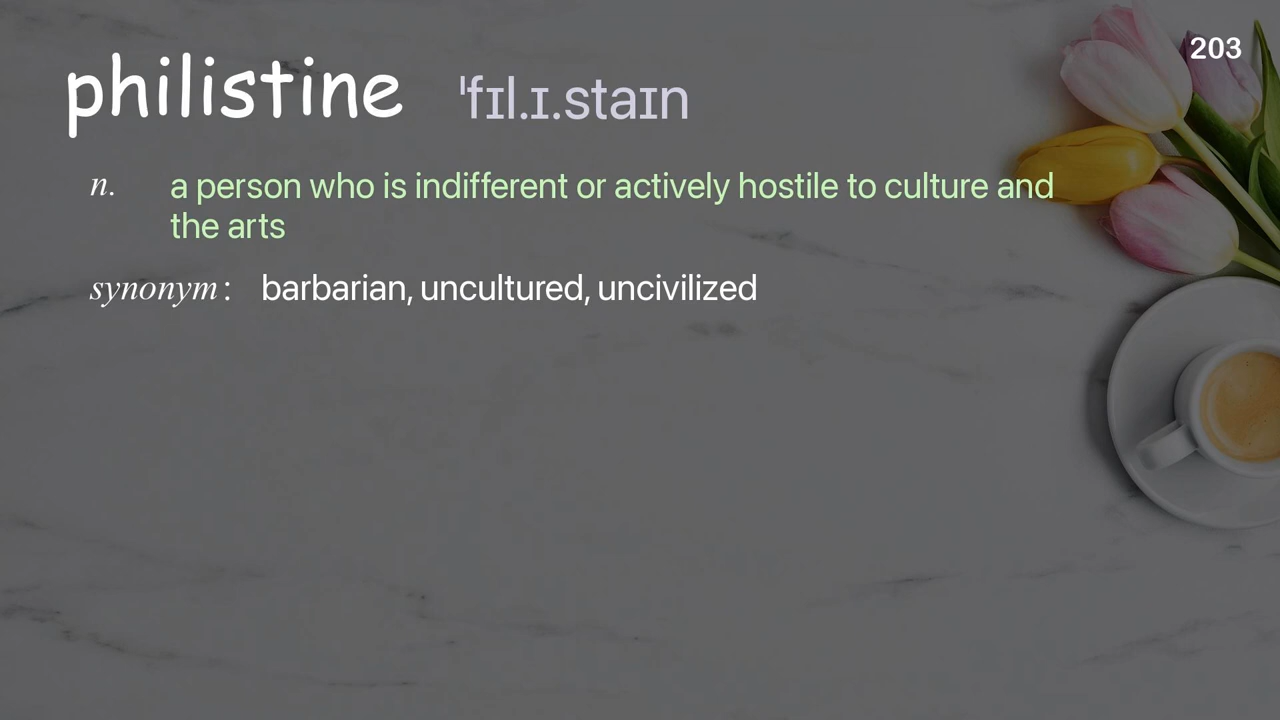 203
philistine ˈfɪl.ɪ.staɪn
n. a person who is indifferent or actively hostile to culture and
the arts
synonym: barbarian, uncultured, uncivilized